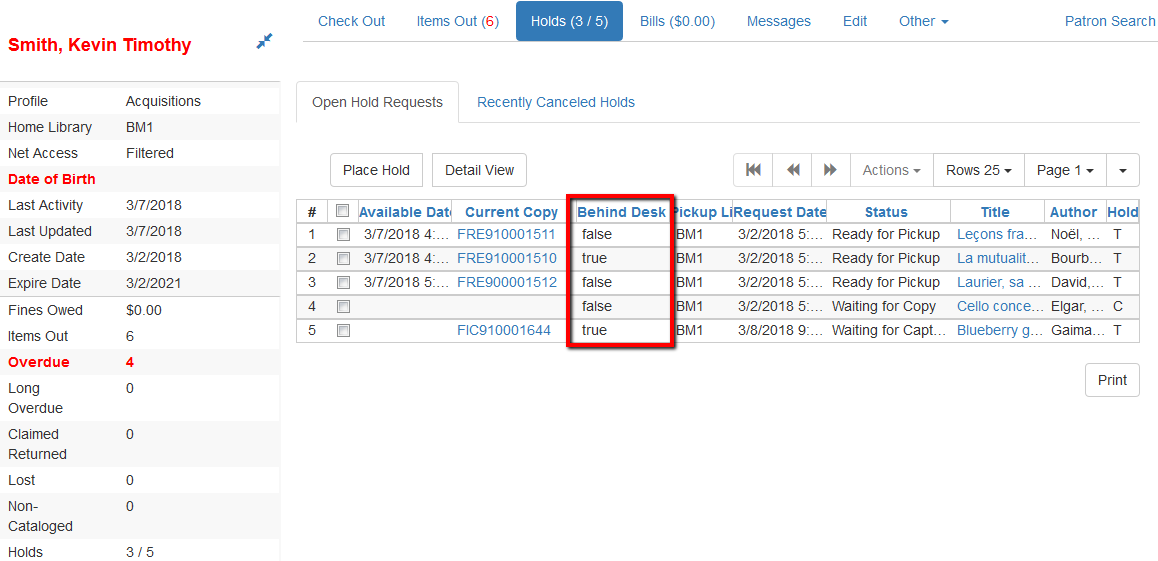 Check Out Items Out (6) Holds (3 / 5) Bills ($0.00) Messages Edit Other Patron Search
Smith, Kevin Timothy
Profile Acquisitions
Home Library BM1
Net Access Filtered
Date of Birth
Last Activity 3/7/2018
Last Updated 3/7/2018
Create Date 3/2/2018
Expire Date 3/2/2021
Fines Owed $0.00
Items Out 6
Overdue 4
Long
Overdue 0
Claimed
Returned 0
Lost 0
Non-
Cataloged 0
Holds 3 / 5
Open Hold Requests Recently Canceled Holds
Place Hold Detail View Actions Rows 25 Page 1
# Available Date Current Copy Behind Desk Pickup Li Request Date Status Title Author Hold
1 3/7/2018 4:... FRE910001511 false BM1 3/2/2018 5:... Ready for Pickup Leçons fra... Noël, ... T
2 3/7/2018 4:... FRE910001510 true BM1 3/2/2018 5:... Ready for Pickup La mutualit... Bourb... T
3 3/7/2018 5:... FRE900001512 false BM1 3/2/2018 5:... Ready for Pickup Laurier, sa ... David,... T
4 false BM1 3/2/2018 5:... Waiting for Copy Cello conce... Elgar, ... C
5 FIC910001644 true BM1 3/8/2018 9:... Waiting for Capt... Blueberry g... Gaima... T
Print